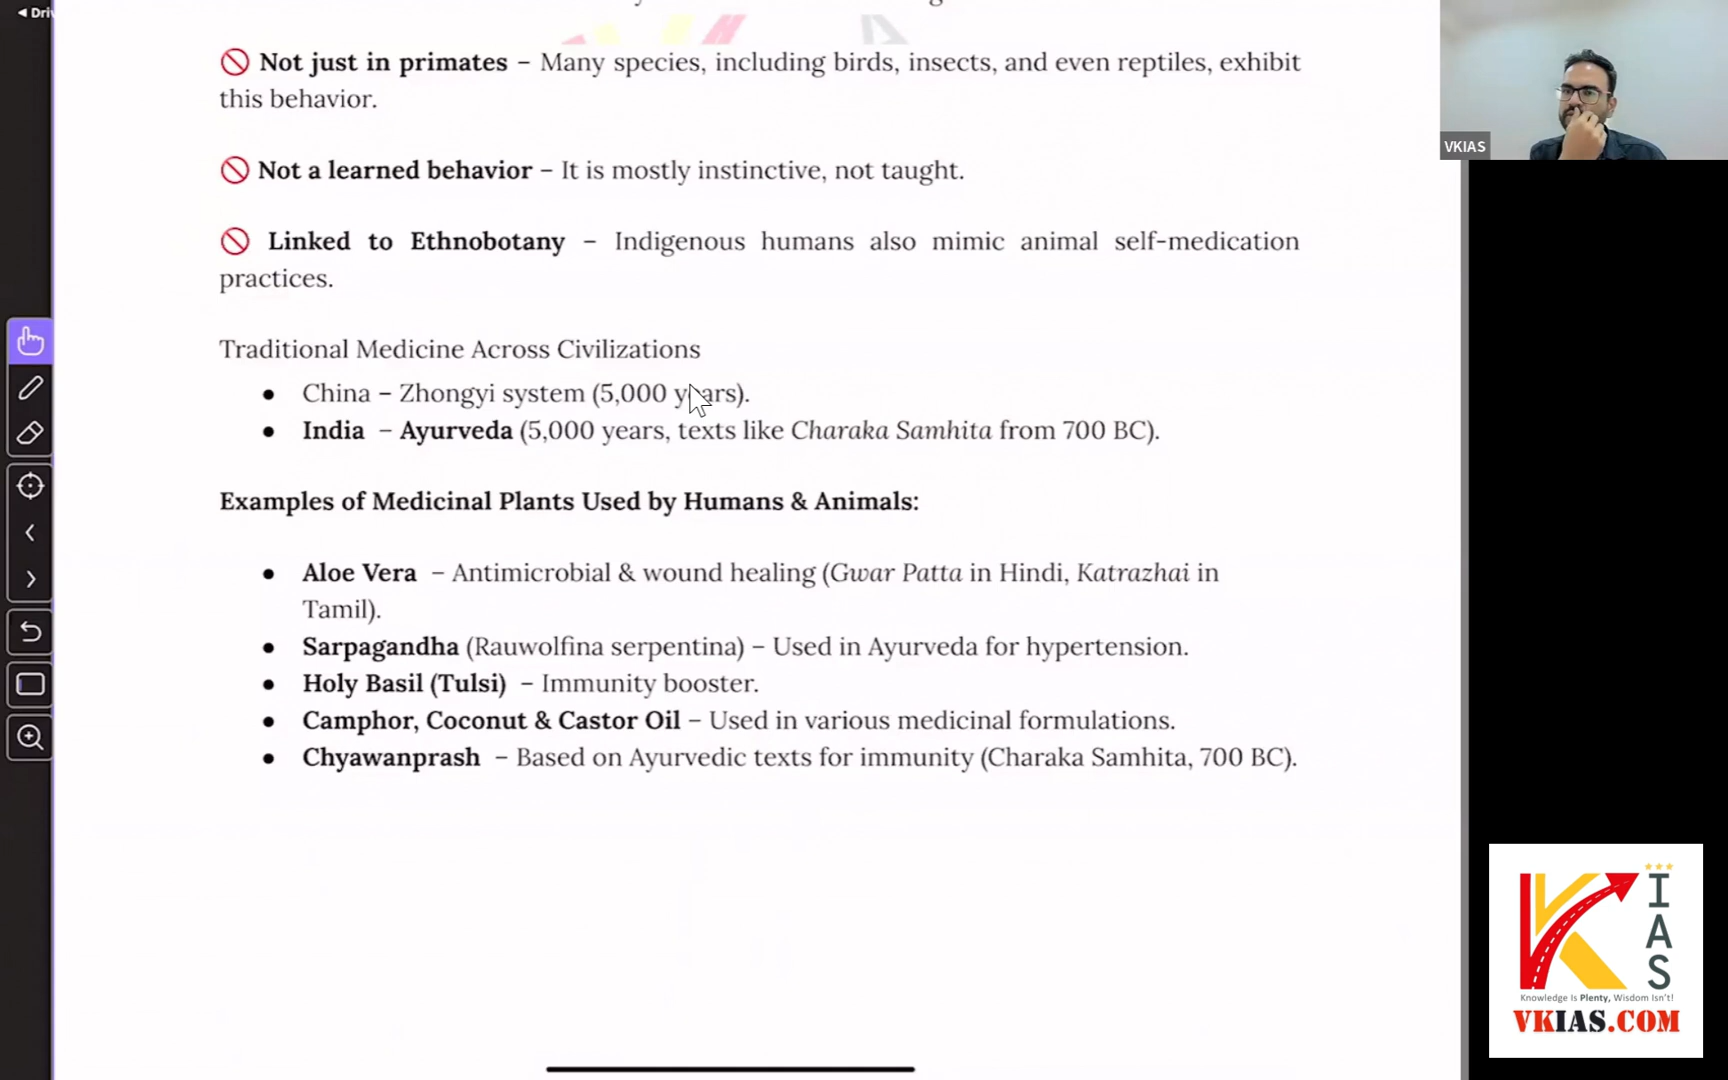 ◀ Driv
🚫 Not just in primates – Many species, including birds, insects, and even reptiles, exhibit
this behavior.
VKIAS
🚫 Not a learned behavior – It is mostly instinctive, not taught.
🚫 Linked to Ethnobotany – Indigenous humans also mimic animal self-medication
practices.
Traditional Medicine Across Civilizations
● China – Zhongyi system (5,000 years).
● India – Ayurveda (5,000 years, texts like Charaka Samhita from 700 BC).
Examples of Medicinal Plants Used by Humans & Animals:
● Aloe Vera – Antimicrobial & wound healing (Gwar Patta in Hindi, Katrazhai in
Tamil).
● Sarpagandha (Rauwolfina serpentina) – Used in Ayurveda for hypertension.
● Holy Basil (Tulsi) – Immunity booster.
● Camphor, Coconut & Castor Oil – Used in various medicinal formulations.
● Chyawanprash – Based on Ayurvedic texts for immunity (Charaka Samhita, 700 BC).
K IAS
Knowledge Is Plenty, Wisdom Isn't!
VKIAS.COM